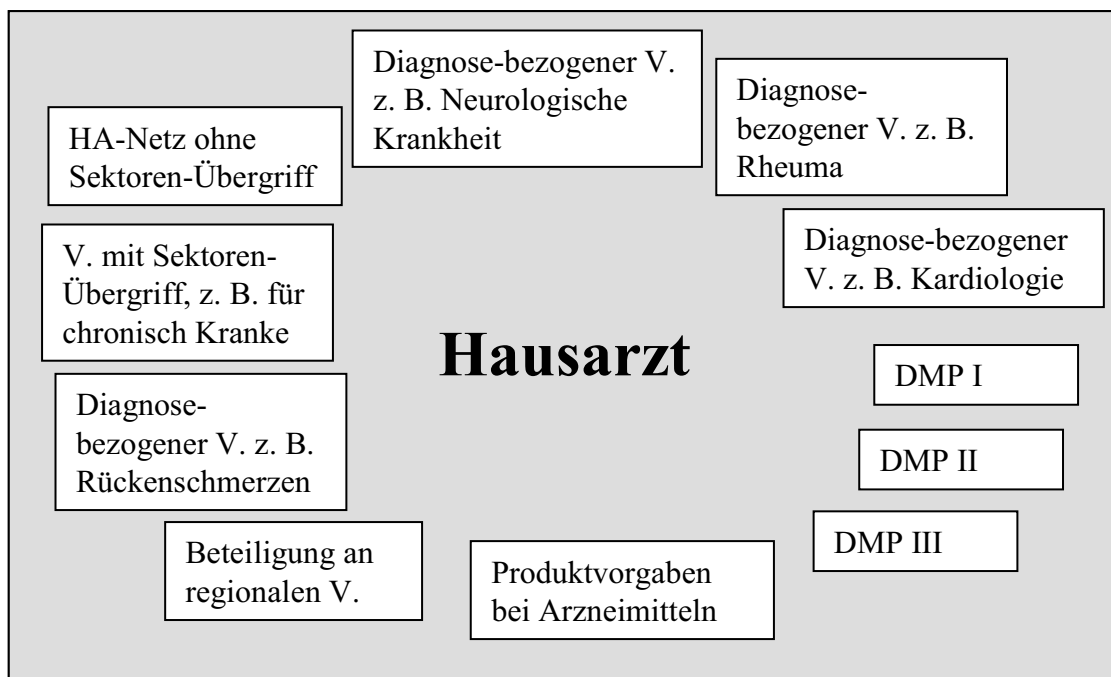 Diagnose-bezogener V.
z. B. Neurologische
Krankheit
Diagnose-
bezogener V. z. B.
Rheuma
HA-Netz ohne
Sektoren-Übergriff
Diagnose-bezogener
V. z. B. Kardiologie
V. mit Sektoren-
Übergriff, z. B. für
chronisch Kranke
Hausarzt
DMP I
Diagnose-
bezogener V. z. B.
Rückenschmerzen
DMP II
DMP III
Beteiligung an
regionalen V.
Produktvorgaben
bei Arzneimitteln